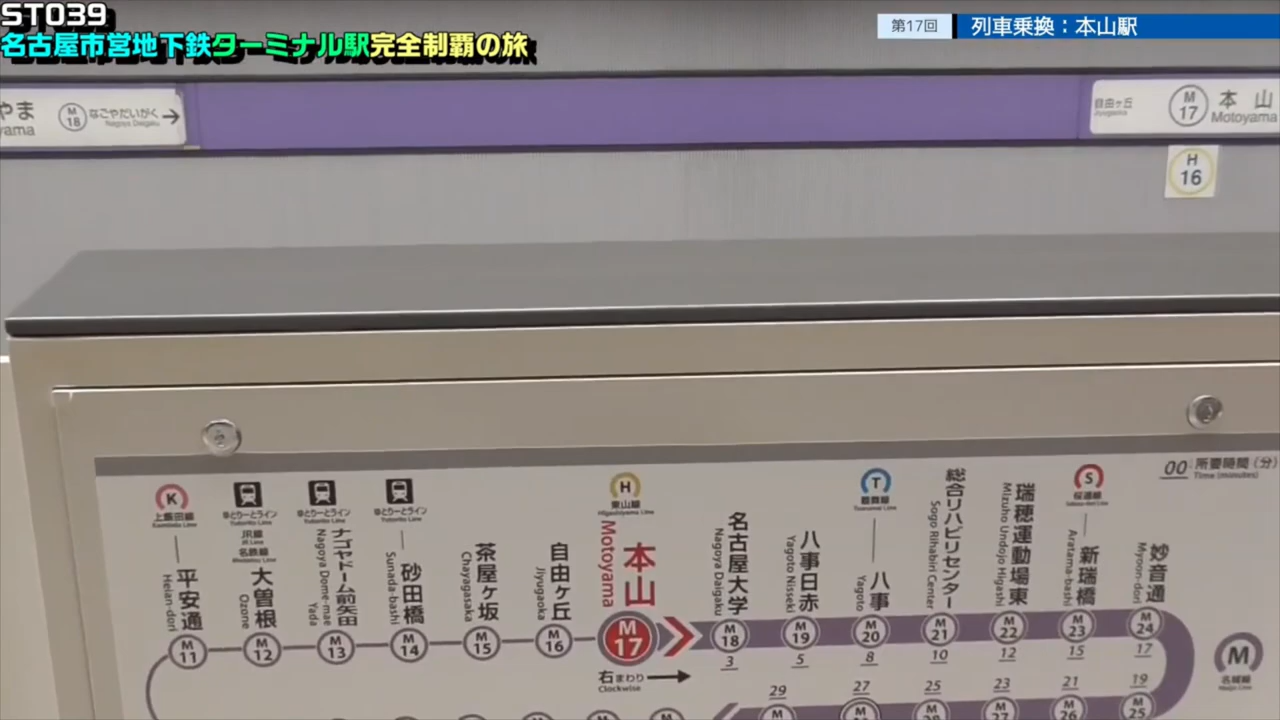 ST039
名古屋市営地下鉄ターミナル駅完全制覇の旅
第17回
列車乗換：本山駅
やま
yama
M
18
なごやだいがく
Nagoya Daigaku
自由ヶ丘
Jiyugaoka
M
17
本山
Motoyama
H
16
00 所要時間（分）
Time (minutes)
K
上飯田線
Kamiiida Line
平安通
Heian-dori
M
11
ゆとりーとライン
Yutorito Line
JR線
JR Line
名鉄線
Meitetsu Line
大曽根
Ozone
M
12
ゆとりーとライン
Yutorito Line
ナゴヤドーム前矢田
Nagoya Dome-mae Yada
M
13
ゆとりーとライン
Yutorito Line
砂田橋
Sunada-bashi
M
14
茶屋ヶ坂
Chayagasaka
M
15
自由ヶ丘
Jiyugaoka
M
16
H
東山線
Higashiyama Line
本山
Motoyama
M
17
右まわり
Clockwise
名古屋大学
Nagoya Daigaku
M
18
3
八事日赤
Yagoto Nisseki
M
19
5
T
鶴舞線
Tsurumai Line
八事
Yagoto
M
20
8
総合リハビリセンター
Sogo Rihabiri Center
M
21
10
瑞穂運動場東
Mizuho Undojo Higashi
M
22
12
S
桜通線
Sakura-dori Line
新瑞橋
Aratama-bashi
M
23
15
妙音通
Myoon-dori
M
24
17
M
名城線
Meijo Line
29
27
25
23
21
19
M
M
M
28
M
27
M
26
M
25